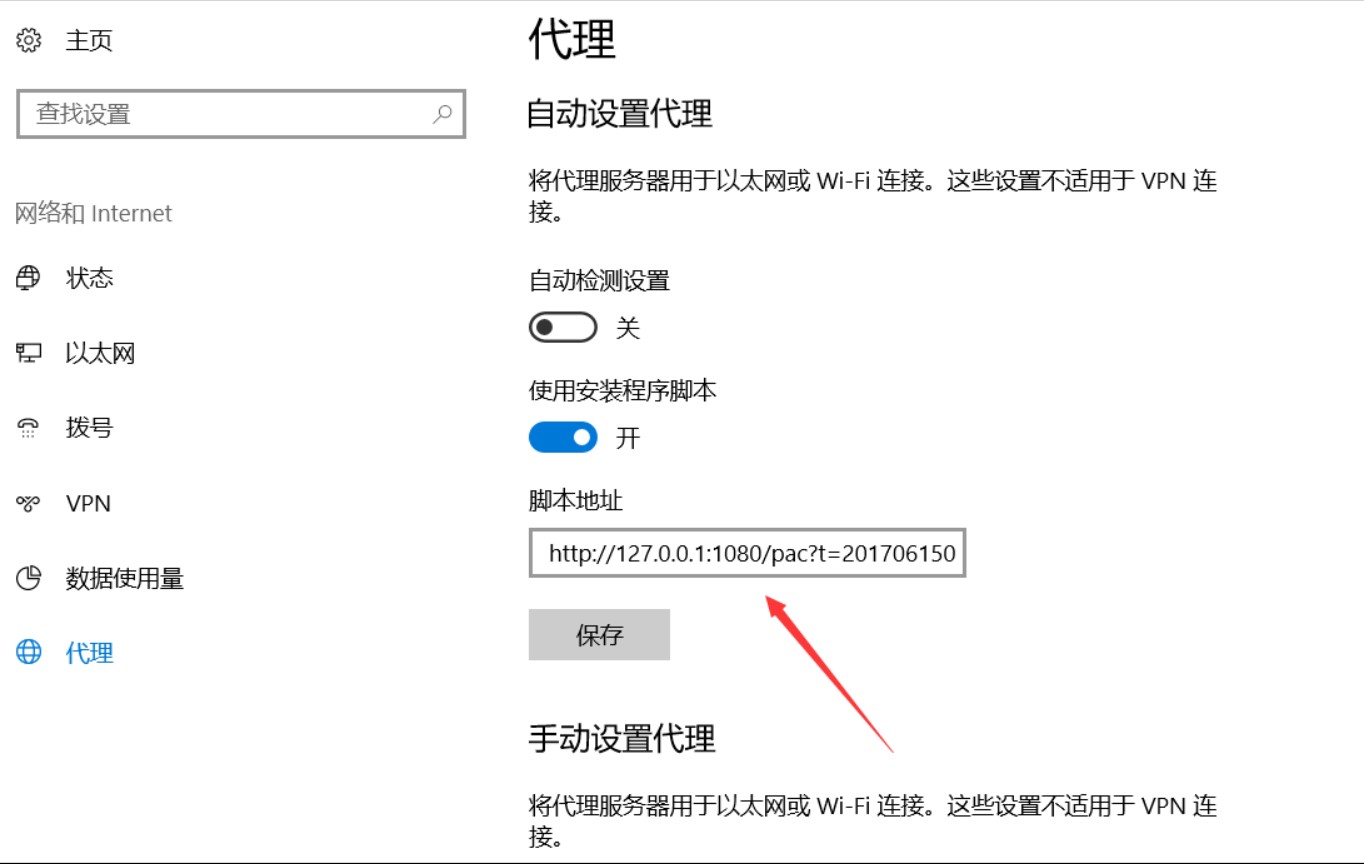 主页
查找设置
网络和 Internet
状态
以太网
拨号
VPN
数据使用量
代理
代理
自动设置代理
将代理服务器用于以太网或 Wi-Fi 连接。这些设置不适用于 VPN 连
接。
自动检测设置
关
使用安装程序脚本
开
脚本地址
http://127.0.0.1:1080/pac?t=201706150
保存
手动设置代理
将代理服务器用于以太网或 Wi-Fi 连接。这些设置不适用于 VPN 连
接。